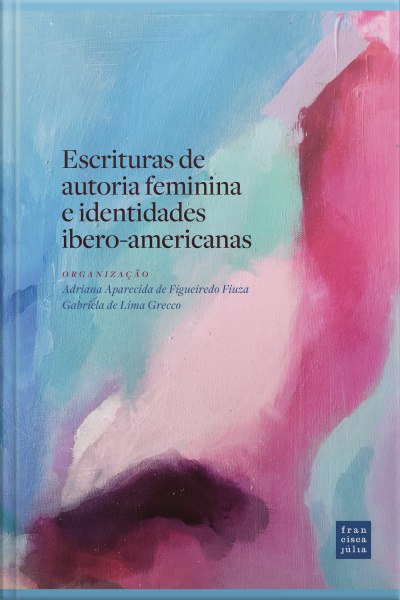 Escrituras de
autoria feminina
e identidades
ibero-americanas
ORGANIZAÇÃO
Adriana Aparecida de Figueiredo Fiuza
Gabriela de Lima Grecco
fran
cisca
júlia